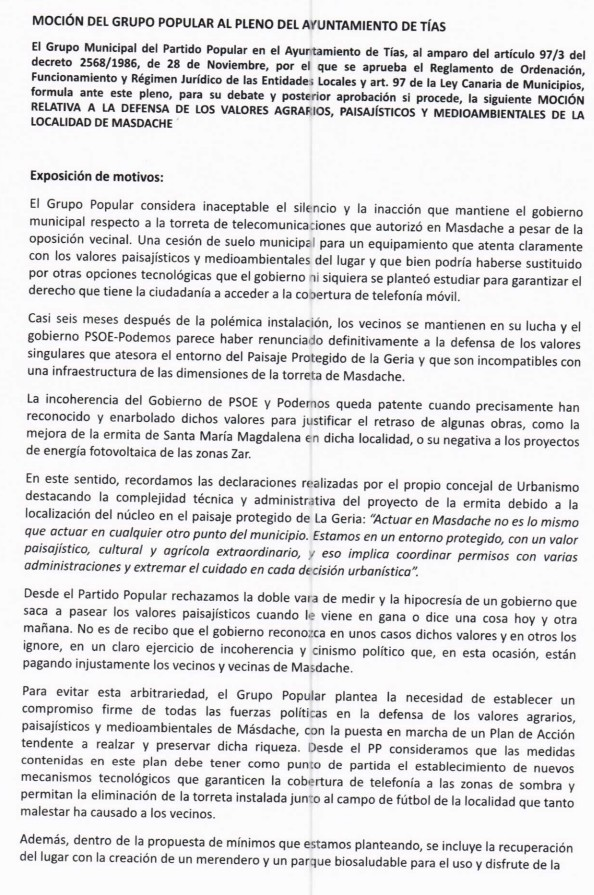 MOCIÓN DEL GRUPO POPULAR AL PLENO DEL AYUNTAMIENTO DE TÍAS
El Grupo Municipal del Partido Popular en el Ayuntamiento de Tías, al amparo del artículo 97/3 del
decreto 2568/1986, de 28 de Noviembre, por el que se aprueba el Reglamento de Ordenación,
Funcionamiento y Régimen Jurídico de las Entidades Locales y art. 97 de la Ley Canaria de Municipios,
formula ante este pleno, para su debate y posterior aprobación si procede, la siguiente MOCIÓN
RELATIVA A LA DEFENSA DE LOS VALORES AGRARIOS, PAISAJÍSTICOS Y MEDIOAMBIENTALES DE LA
LOCALIDAD DE MASDACHE
Exposición de motivos:
El Grupo Popular considera inaceptable el silencio y la inacción que mantiene el gobierno
municipal respecto a la torreta de telecomunicaciones que autorizó en Masdache a pesar de la
oposición vecinal. Una cesión de suelo municipal para un equipamiento que atenta claramente
con los valores paisajísticos y medioambientales del lugar y que bien podría haberse sustituido
por otras opciones tecnológicas que el gobierno ni siquiera se planteó estudiar para garantizar el
derecho que tiene la ciudadanía a acceder a la cobertura de telefonía móvil.
Casi seis meses después de la polémica instalación, los vecinos se mantienen en su lucha y el
gobierno PSOE-Podemos parece haber renunciado definitivamente a la defensa de los valores
singulares que atesora el entorno del Paisaje Protegido de la Geria y que son incompatibles con
una infraestructura de las dimensiones de la torreta de Masdache.
La incoherencia del Gobierno de PSOE y Podemos queda patente cuando precisamente han
reconocido y enarbolado dichos valores para justificar el retraso de algunas obras, como la
mejora de la ermita de Santa María Magdalena en dicha localidad, o su negativa a los proyectos
de energía fotovoltaica de las zonas Zar.
En este sentido, recordamos las declaraciones realizadas por el propio concejal de Urbanismo
destacando la complejidad técnica y administrativa del proyecto de la ermita debido a la
localización del núcleo en el paisaje protegido de La Geria: “Actuar en Masdache no es lo mismo
que actuar en cualquier otro punto del municipio. Estamos en un entorno protegido, con un valor
paisajístico, cultural y agrícola extraordinario, y eso implica coordinar permisos con varias
administraciones y extremar el cuidado en cada decisión urbanística”.
Desde el Partido Popular rechazamos la doble vara de medir y la hipocresía de un gobierno que
saca a pasear los valores paisajísticos cuando le viene en gana o dice una cosa hoy y otra
mañana. No es de recibo que el gobierno reconozca en unos casos dichos valores y en otros los
ignore, en un claro ejercicio de incoherencia y cinismo político que, en esta ocasión, están
pagando injustamente los vecinos y vecinas de Masdache.
Para evitar esta arbitrariedad, el Grupo Popular plantea la necesidad de establecer un
compromiso firme de todas las fuerzas políticas en la defensa de los valores agrarios,
paisajísticos y medioambientales de Másdache, con la puesta en marcha de un Plan de Acción
tendente a realzar y preservar dicha riqueza. Desde el PP consideramos que las medidas
contenidas en este plan debe tener como punto de partida el establecimiento de nuevos
mecanismos tecnológicos que garanticen la cobertura de telefonía a las zonas de sombra y
permitan la eliminación de la torreta instalada junto al campo de fútbol de la localidad que tanto
malestar ha causado a los vecinos.
Además, dentro de la propuesta de mínimos que estamos planteando, se incluye la recuperación
del lugar con la creación de un merendero y un parque biosaludable para el uso y disfrute de la